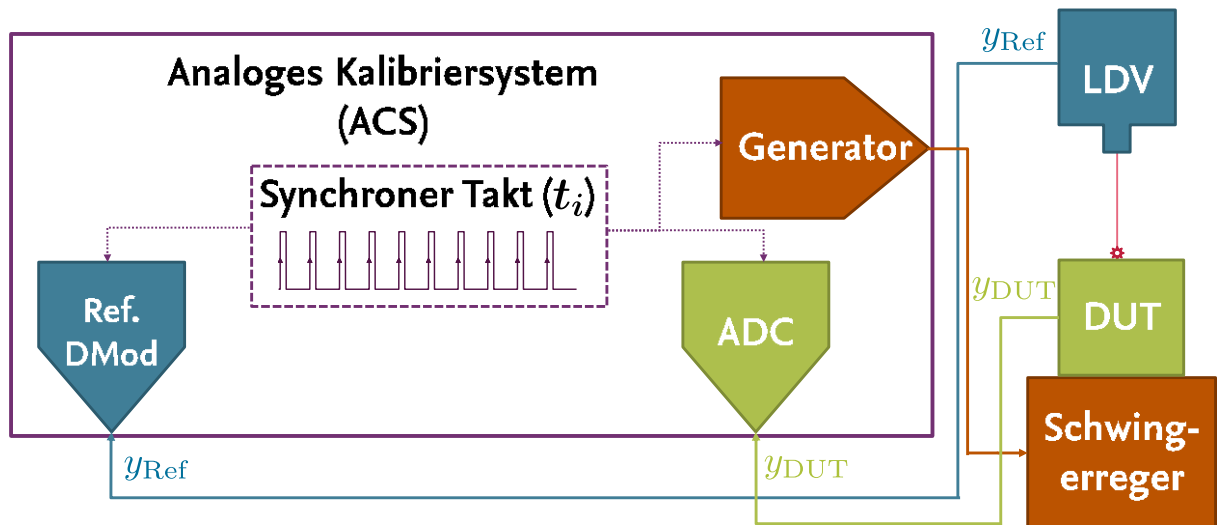 Analoges Kalibriersystem
(ACS)
Synchroner Takt (t_i)
Generator
Ref.
DMod
ADC
y_Ref
y_DUT
y_Ref
LDV
y_DUT
DUT
Schwing-
erreger